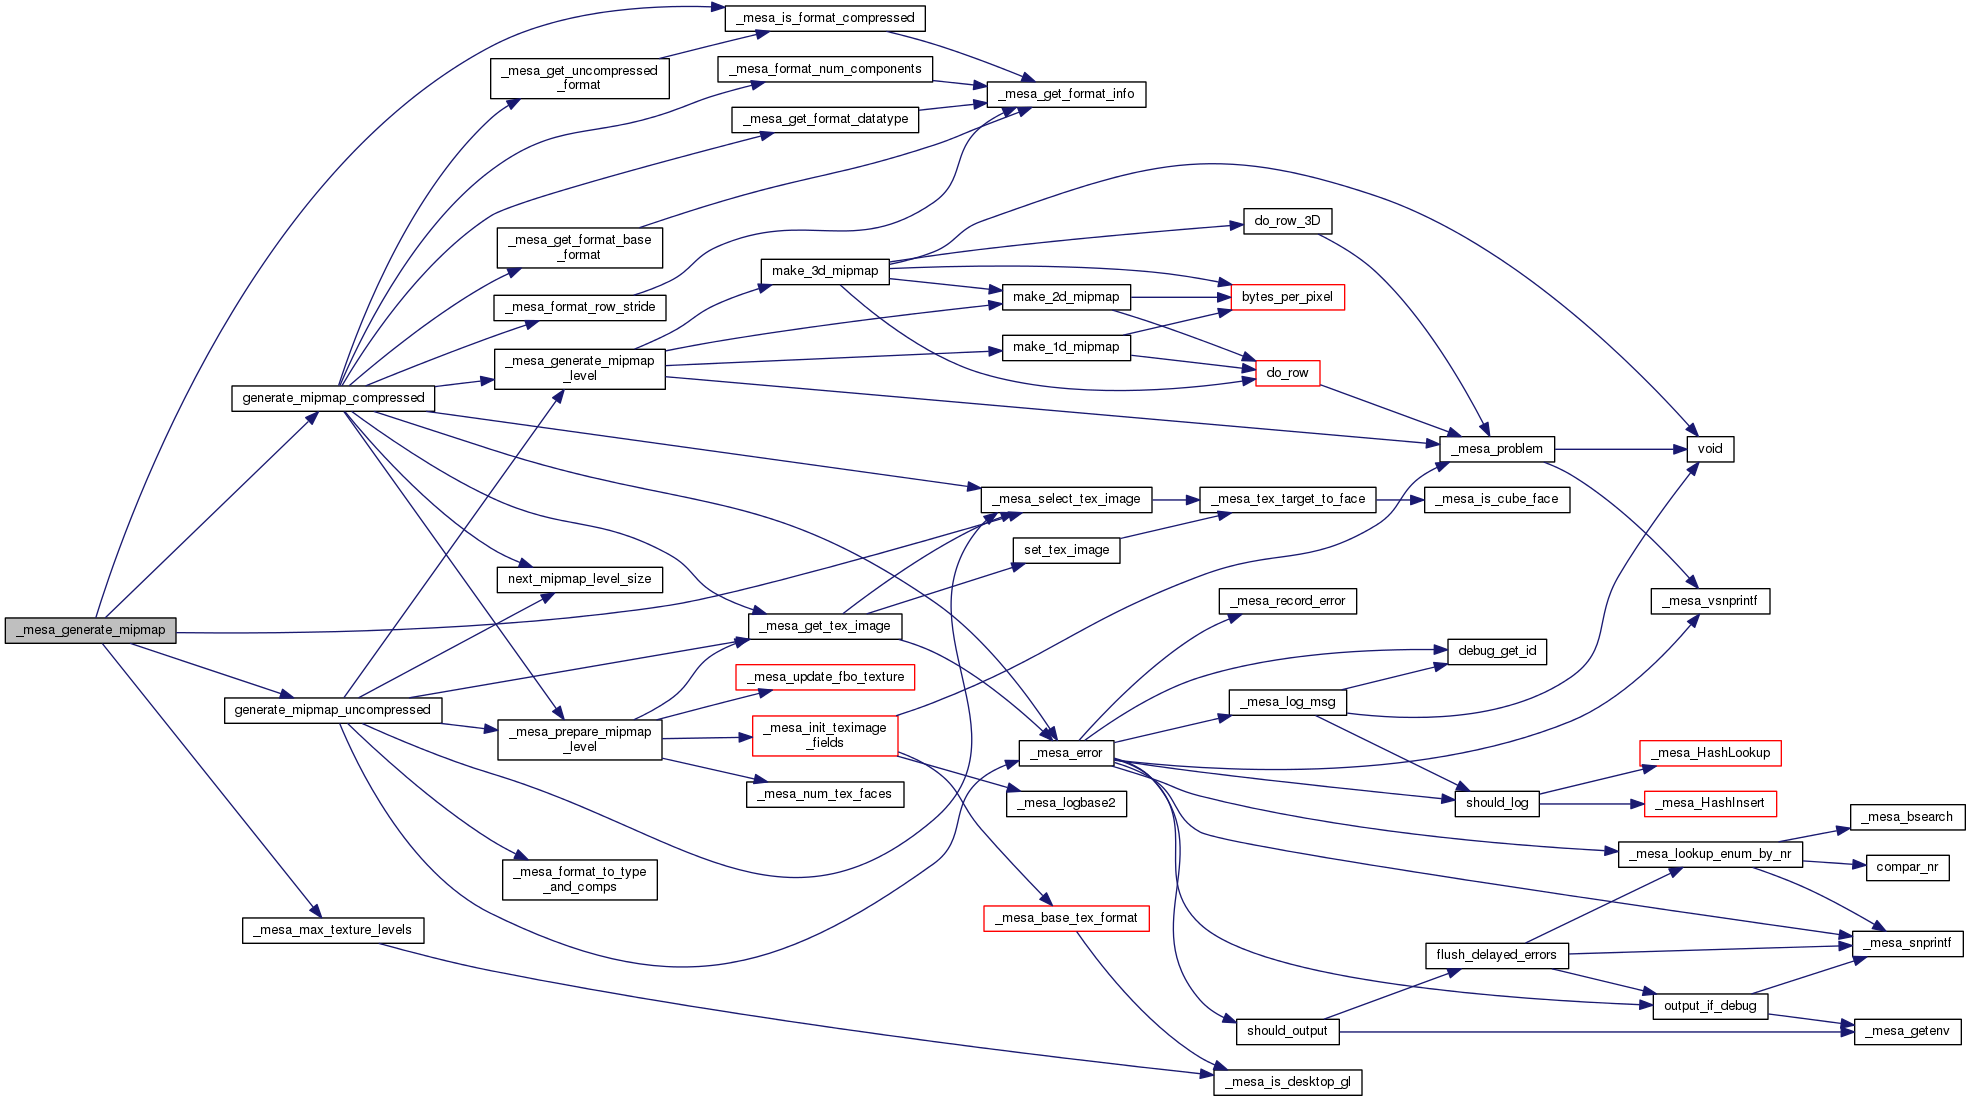 _mesa_is_format_compressed
_mesa_get_uncompressed
_format
_mesa_format_num_components
_mesa_get_format_info
_mesa_get_format_datatype
_mesa_get_format_base
_format
do_row_3D
make_3d_mipmap
_mesa_format_row_stride
make_2d_mipmap
bytes_per_pixel
_mesa_generate_mipmap
_level
make_1d_mipmap
do_row
generate_mipmap_compressed
_mesa_problem
void
_mesa_select_tex_image
_mesa_tex_target_to_face
_mesa_is_cube_face
set_tex_image
next_mipmap_level_size
_mesa_record_error
_mesa_vsnprintf
_mesa_generate_mipmap
_mesa_get_tex_image
debug_get_id
_mesa_update_fbo_texture
generate_mipmap_uncompressed
_mesa_log_msg
_mesa_prepare_mipmap
_level
_mesa_init_teximage
_fields
_mesa_error
_mesa_HashLookup
_mesa_num_tex_faces
_mesa_logbase2
should_log
_mesa_HashInsert
_mesa_bsearch
_mesa_lookup_enum_by_nr
compar_nr
_mesa_format_to_type
_and_comps
_mesa_max_texture_levels
_mesa_base_tex_format
_mesa_snprintf
flush_delayed_errors
output_if_debug
should_output
_mesa_getenv
_mesa_is_desktop_gl